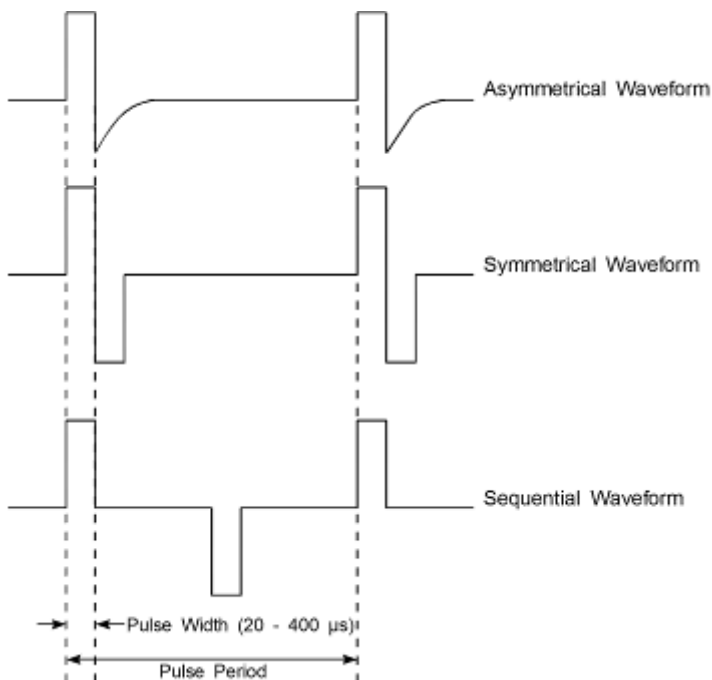 Asymmetrical Waveform
Symmetrical Waveform
Sequential Waveform
Pulse Width (20 - 400 µs)
Pulse Period